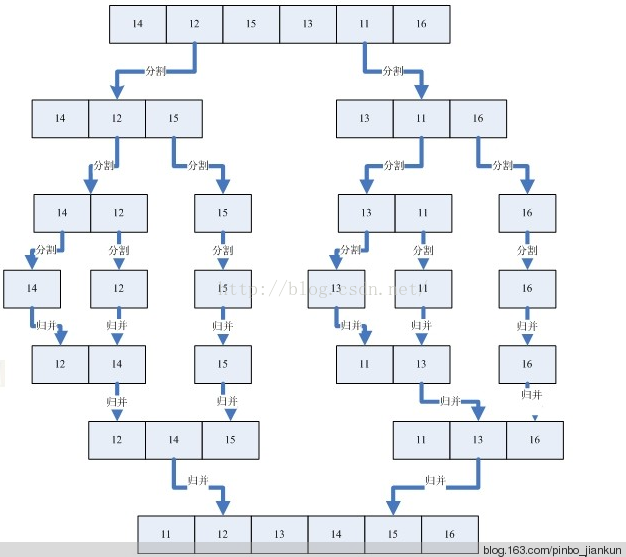 14 12 15 13 11 16
分割 分割
14 12 15 13 11 16
分割 分割 分割 分割
14 12 15 13 11 16
分割 分割 分割 分割 分割 分割
14 12 15 13 11 16
http://blog.csdn.net
归并 归并 归并 归并 归并 归并
12 14 15 11 13 16
归并 归并 归并 归并
12 14 15 11 13 16
归并 归并
11 12 13 14 15 16
blog.163.com/pinbo_jiankun